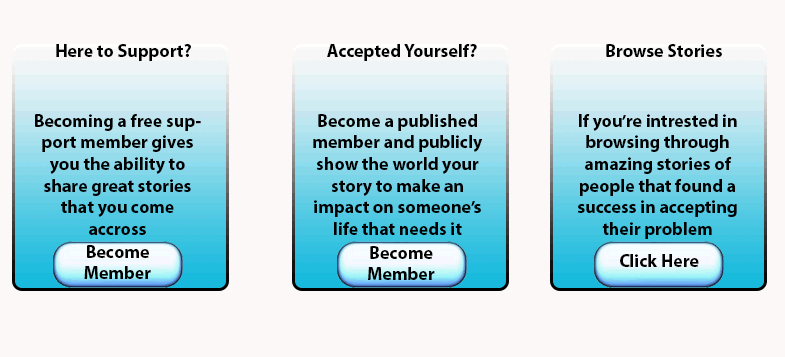 Here to Support?
Becoming a free sup-
port member gives
you the ability to
share great stories
that you come
accross
Become
Member
Accepted Yourself?
Become a published
member and publicly
show the world your
story to make an
impact on someone's
life that needs it
Become
Member
Browse Stories
If you're intrested in
browsing through
amazing stories of
people that found a
success in accepting
their problem
Click Here